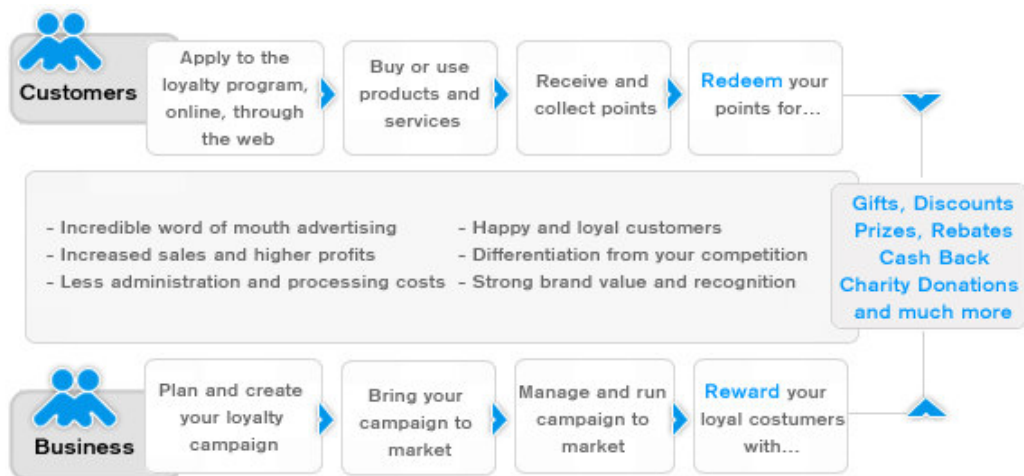 Customers
Apply to the
loyalty program,
online, through
the web
Buy or use
products and
services
Receive and
collect points
Redeem your
points for...
- Incredible word of mouth advertising
- Increased sales and higher profits
- Less administration and processing costs
- Happy and loyal customers
- Differentiation from your competition
- Strong brand value and recognition
Gifts, Discounts
Prizes, Rebates
Cash Back
Charity Donations
and much more
Business
Plan and create
your loyalty
campaign
Bring your
campaign to
market
Manage and run
campaign to
market
Reward your
loyal costumers
with...